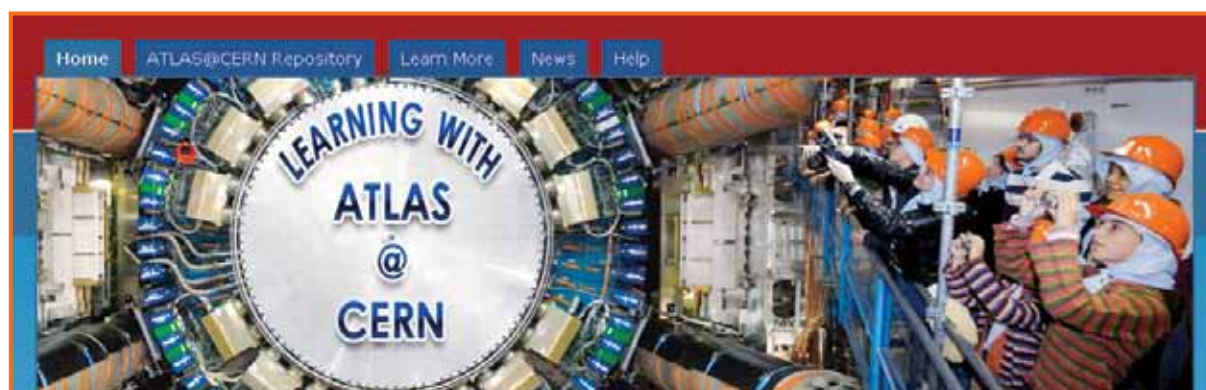 Home ATLAS@CERN Repository Learn More News Help
LEARNING WITH
ATLAS
@
CERN